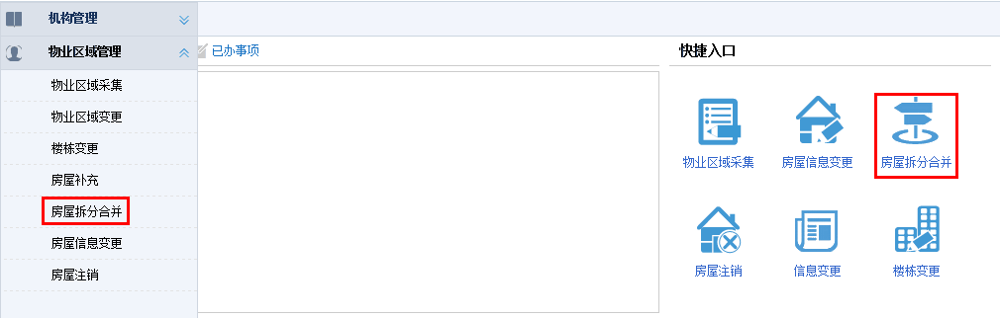 机构管理
物业区域管理
物业区域采集
物业区域变更
楼栋变更
房屋补充
房屋拆分合并
房屋信息变更
房屋注销
已办事项
快捷入口
物业区域采集
房屋信息变更
房屋拆分合并
房屋注销
信息变更
楼栋变更